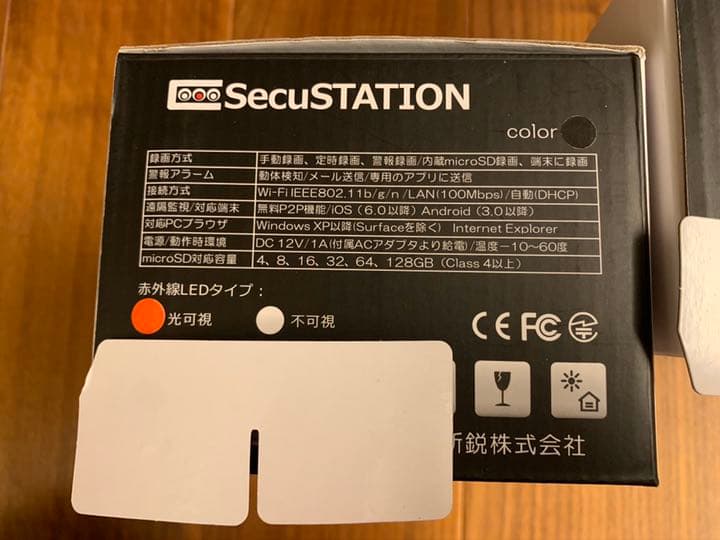 SecuSTATION
color
録画方式 手動録画、定時録画、警報録画/内蔵microSD録画、端末に録画
警報アラーム 動体検知/メール送信/専用のアプリに送信
接続方式 Wi-Fi IEEE802.11b/g/n /LAN(100Mbps)/自動(DHCP)
遠隔監視/対応端末 無料P2P機能/iOS（6.0以降）Android（3.0以降）
対応PCブラウザ Windows XP以降(Surfaceを除く) Internet Explorer
電源/動作時環境 DC 12V/1A(付属ACアダプタより給電)/温度－10～60度
microSD対応容量 4、8、16、32、64、128GB（Class 4以上）
赤外線LEDタイプ：
光可視 不可視
CE FC
新鋭株式会社